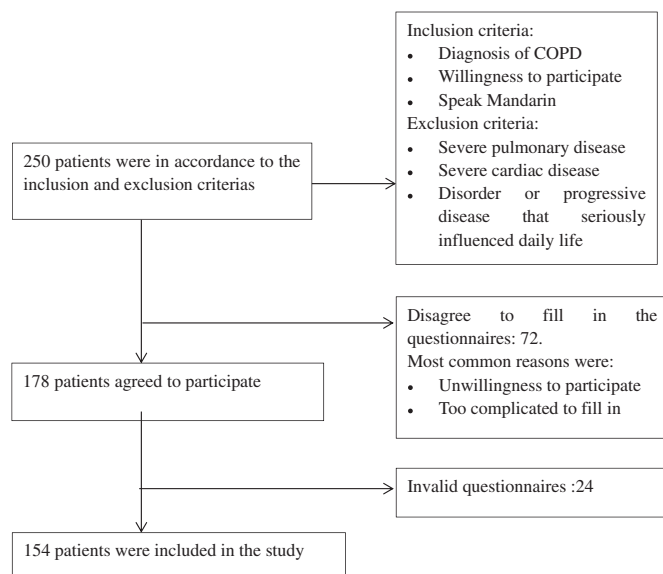 Inclusion criteria:
• Diagnosis of COPD
• Willingness to participate
• Speak Mandarin
Exclusion criteria:
• Severe pulmonary disease
• Severe cardiac disease
• Disorder or progressive
disease that seriously
influenced daily life
250 patients were in accordance to the
inclusion and exclusion criterias
Disagree to fill in the
questionnaires: 72.
Most common reasons were:
• Unwillingness to participate
• Too complicated to fill in
178 patients agreed to participate
Invalid questionnaires :24
154 patients were included in the study